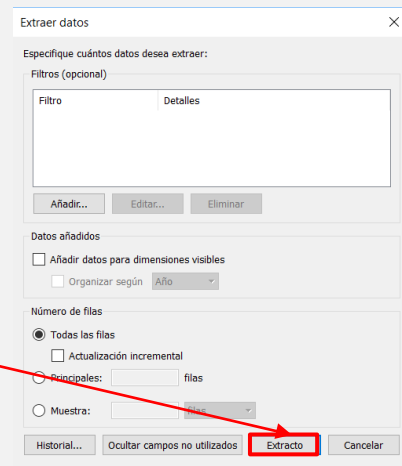 Extraer datos
Especifique cuántos datos desea extraer:
Filtros (opcional)
Filtro Detalles
Añadir... Editar... Eliminar
Datos añadidos
Añadir datos para dimensiones visibles
Organizar según Año
Número de filas
Todas las filas
Actualización incremental
Principales: filas
Muestra: filas
Historial... Ocultar campos no utilizados Extracto Cancelar